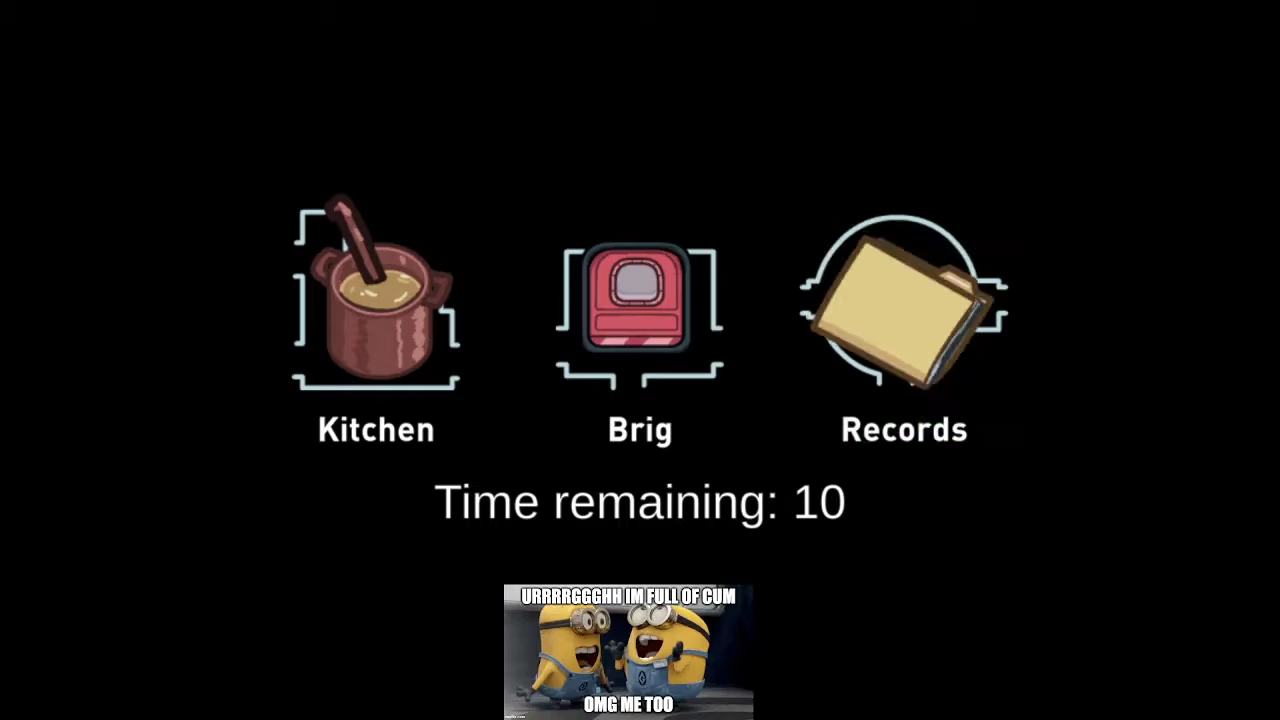 Kitchen
Brig
Records
Time remaining: 10
URRRRGGGHH IM FULL OF CUM
OMG ME TOO